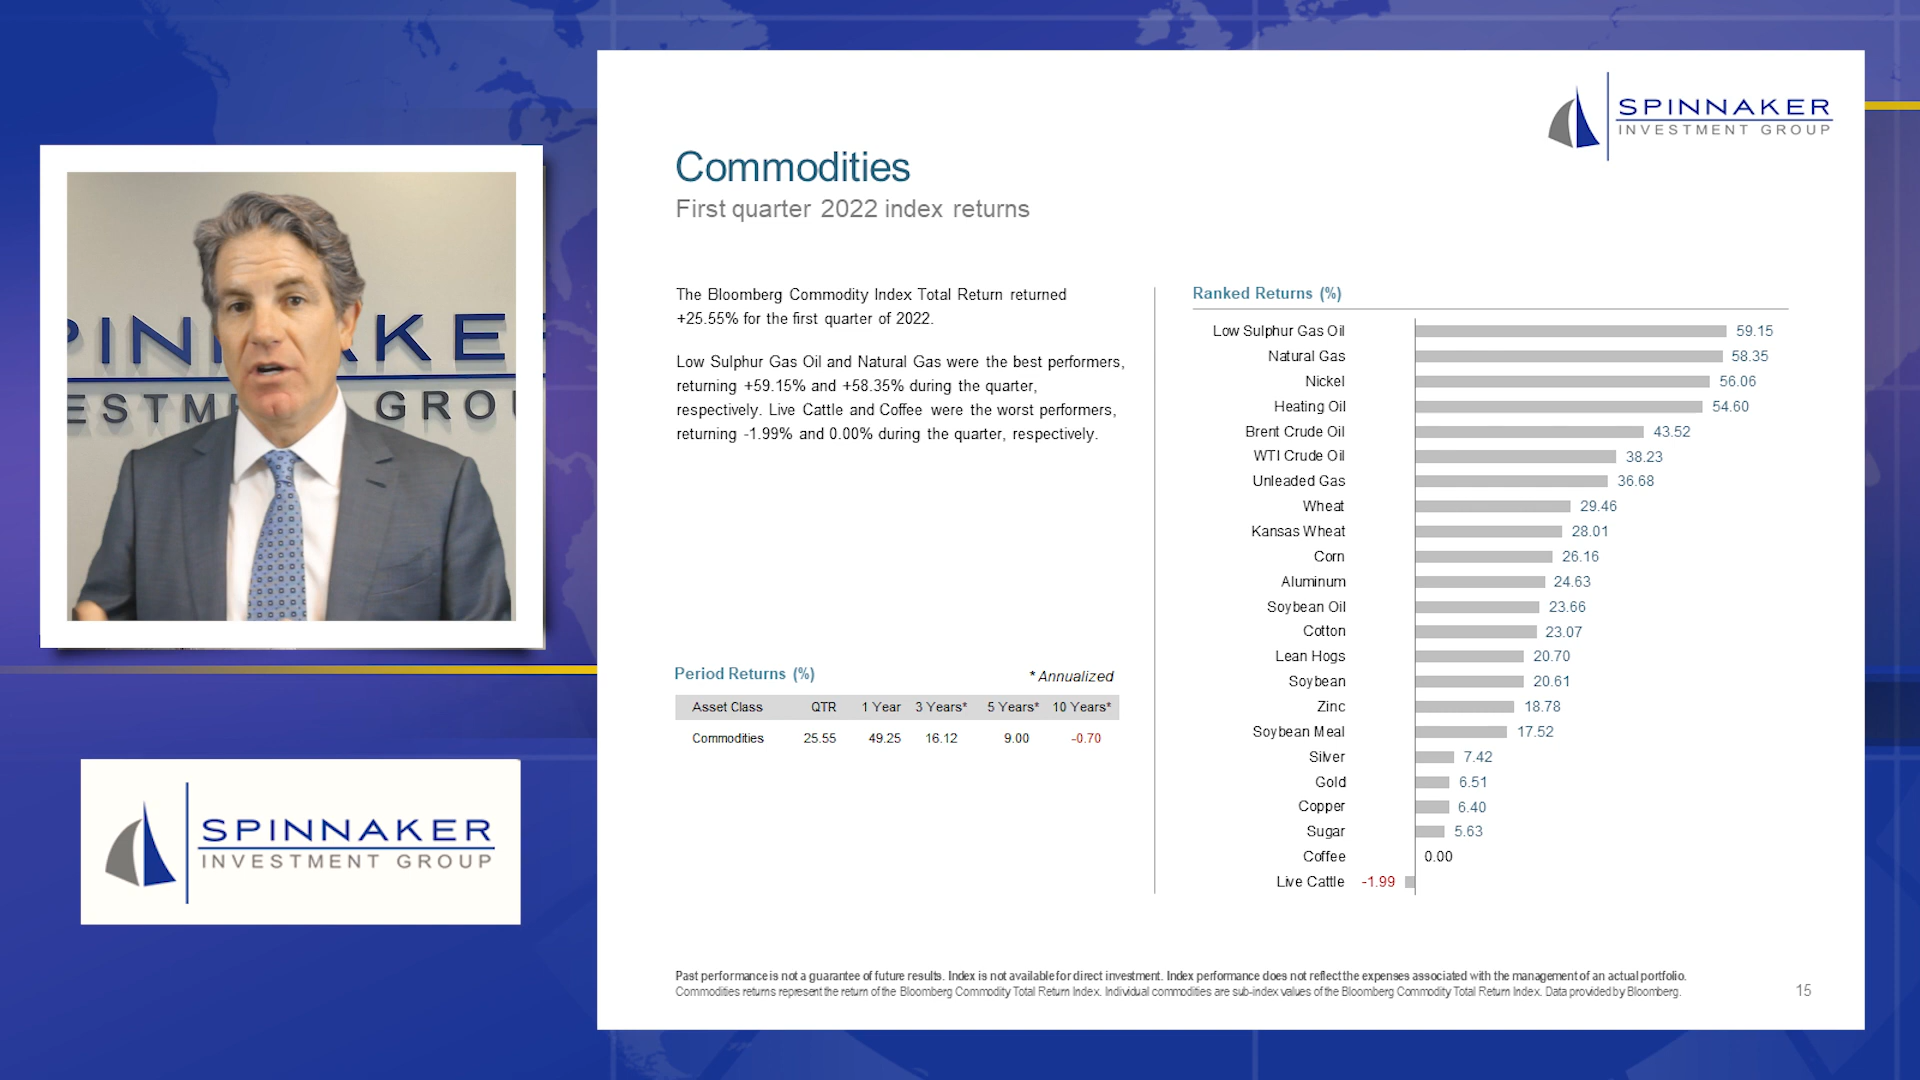 SPINNAKER
INVESTMENT GROUP
Commodities
First quarter 2022 index returns
The Bloomberg Commodity Index Total Return returned
+25.55% for the first quarter of 2022.
Low Sulphur Gas Oil and Natural Gas were the best performers,
returning +59.15% and +58.35% during the quarter,
respectively. Live Cattle and Coffee were the worst performers,
returning -1.99% and 0.00% during the quarter, respectively.
Period Returns (%)
* Annualized
Asset Class QTR 1 Year 3 Years* 5 Years* 10 Years*
Commodities 25.55 49.25 16.12 9.00 -0.70
Ranked Returns (%)
Low Sulphur Gas Oil 59.15
Natural Gas 58.35
Nickel 56.06
Heating Oil 54.60
Brent Crude Oil 43.52
WTI Crude Oil 38.23
Unleaded Gas 36.68
Wheat 29.46
Kansas Wheat 28.01
Corn 26.16
Aluminum 24.63
Soybean Oil 23.66
Cotton 23.07
Lean Hogs 20.70
Soybean 20.61
Zinc 18.78
Soybean Meal 17.52
Silver 7.42
Gold 6.51
Copper 6.40
Sugar 5.63
Coffee 0.00
Live Cattle -1.99
Past performance is not a guarantee of future results. Index is not available for direct investment. Index performance does not reflect the expenses associated with the management of an actual portfolio.
Commodities returns represent the return of the Bloomberg Commodity Total Return Index. Individual commodities are sub-index values of the Bloomberg Commodity Total Return Index. Data provided by Bloomberg.
15
PIN AKE
ESTM GRO
SPINNAKER
INVESTMENT GROUP